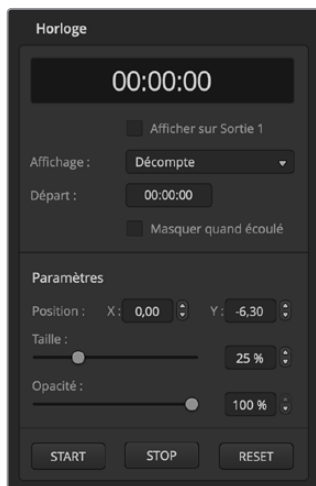 Horloge
00:00:00
Afficher sur Sortie 1
Affichage : Décompte
Départ : 00:00:00
Masquer quand écoulé
Paramètres
Position : X : 0,00 Y : -6,30
Taille :
25 %
Opacité :
100 %
START STOP RESET